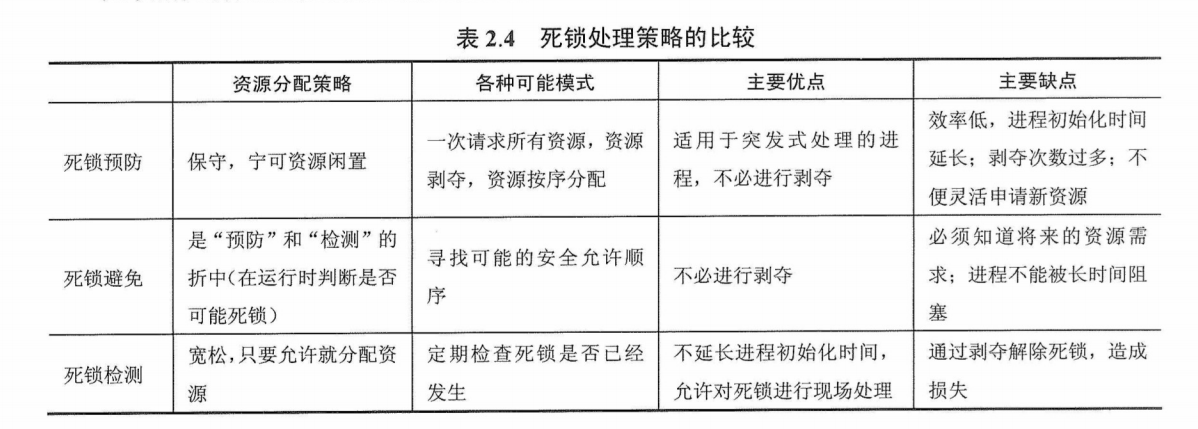 表 2.4 死锁处理策略的比较
资源分配策略 各种可能模式 主要优点 主要缺点
死锁预防
保守，宁可资源闲置
一次请求所有资源，资源
剥夺，资源按序分配
适用于突发式处理的进
程，不必进行剥夺
效率低，进程初始化时间
延长；剥夺次数过多；不
便灵活申请新资源
死锁避免
是“预防”和“检测”的
折中(在运行时判断是否
可能死锁)
寻找可能的安全允许顺
序
不必进行剥夺
必须知道将来的资源需
求；进程不能被长时间阻
塞
死锁检测
宽松，只要允许就分配资
源
定期检查死锁是否已经
发生
不延长进程初始化时间，
允许对死锁进行现场处理
通过剥夺解除死锁，造成
损失